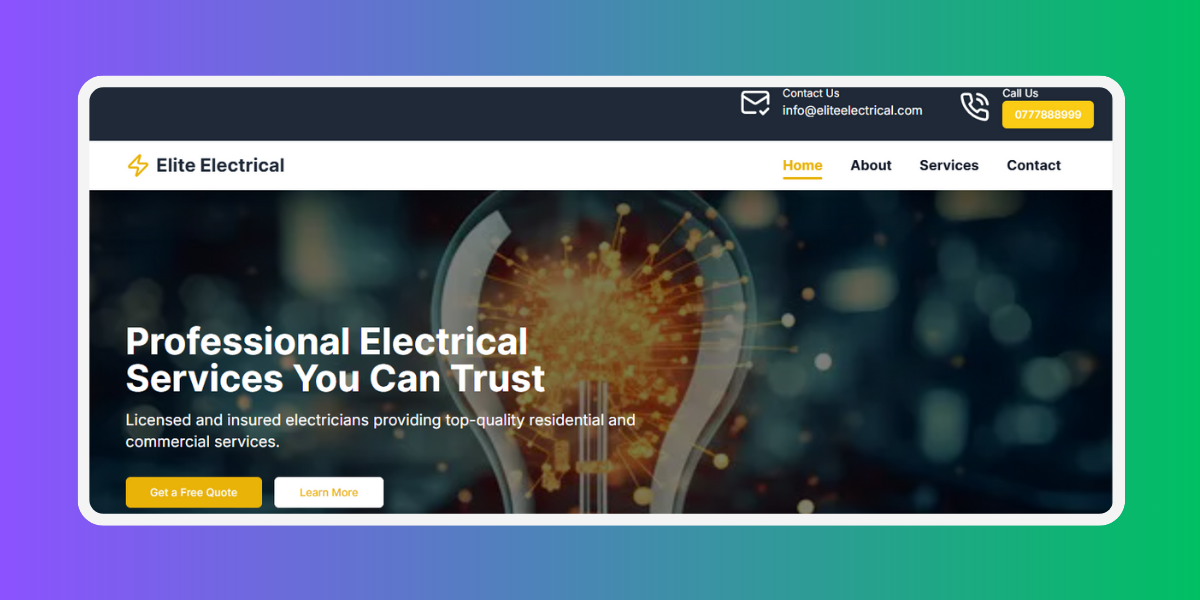 Contact Us
info@eliteelectrical.com
Call Us
0777888999
Elite Electrical
Home About Services Contact
Professional Electrical
Services You Can Trust
Licensed and insured electricians providing top-quality residential and
commercial services.
Get a Free Quote
Learn More